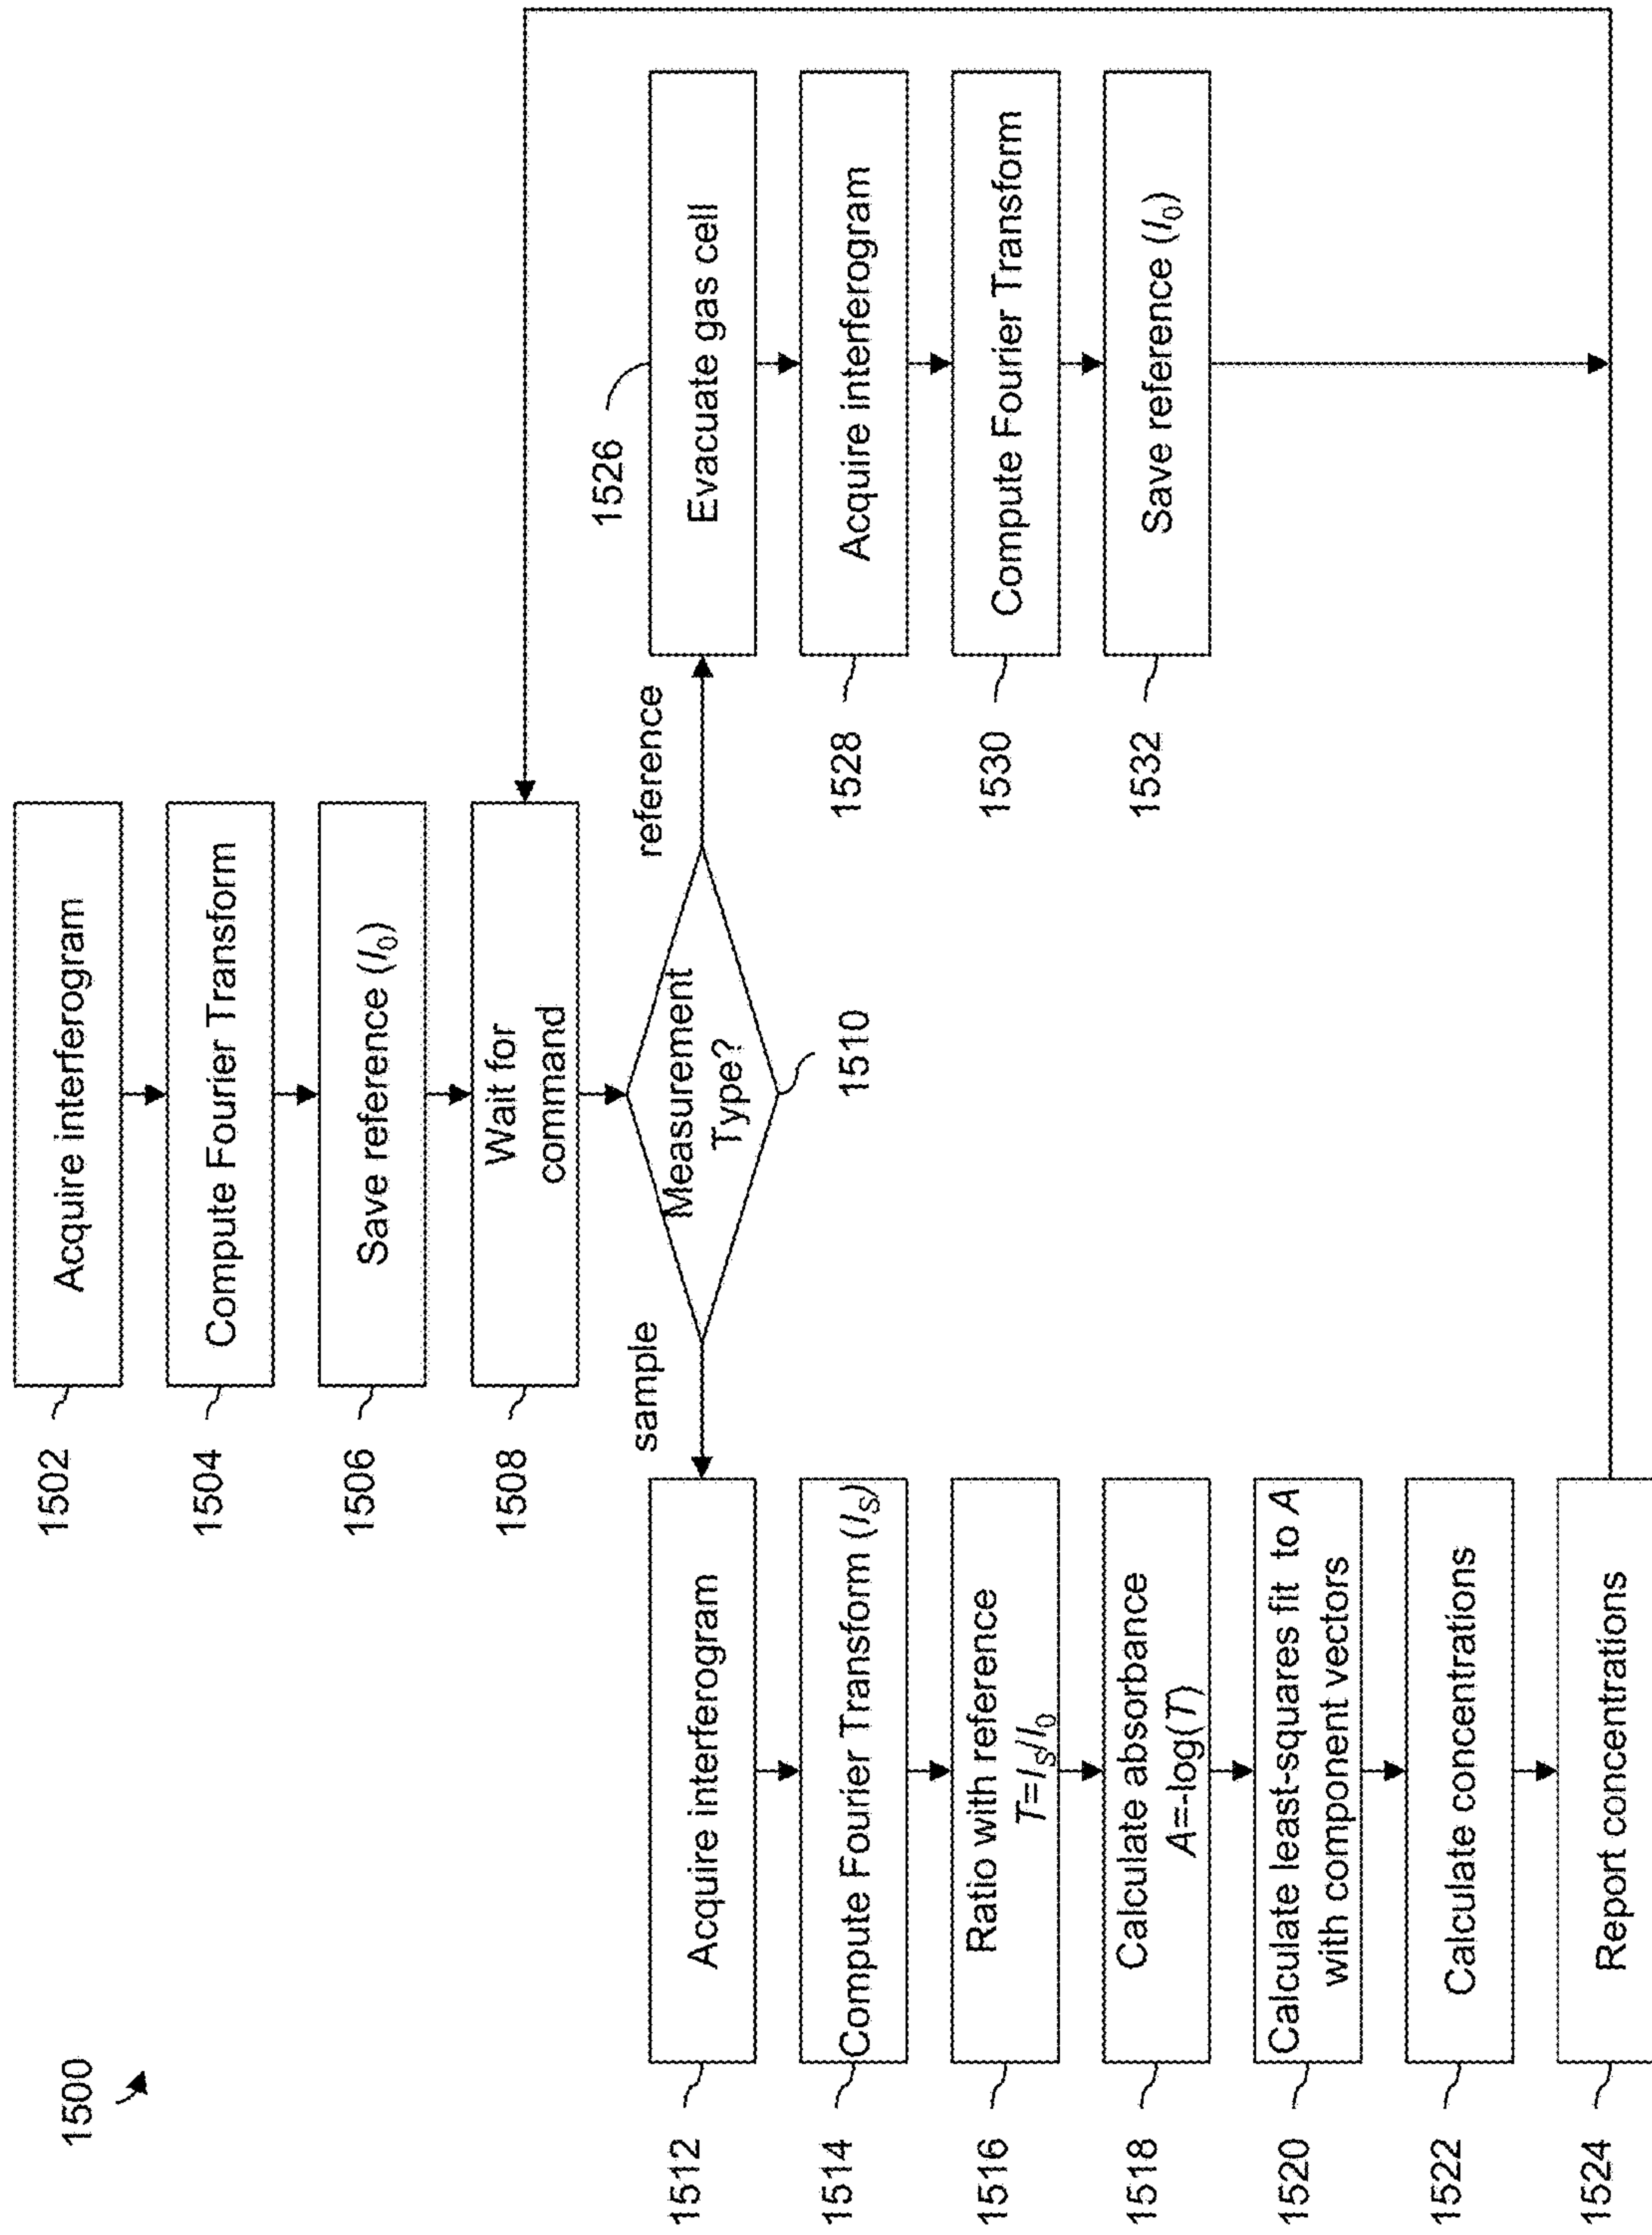 1500
1502
Acquire interferogram
1504
Compute Fourier Transform
1506
Save reference (I₀)
1508
Wait for
command
Measurement
Type?
1510
sample
reference
1512
Acquire interferogram
1514
Compute Fourier Transform (Iₛ)
1516
Ratio with reference
T=Iₛ/I₀
1518
Calculate absorbance
A=-log(T)
1520
Calculate least-squares fit to A
with component vectors
1522
Calculate concentrations
1524
Report concentrations
1526
Evacuate gas cell
1528
Acquire interferogram
1530
Compute Fourier Transform
1532
Save reference (I₀)